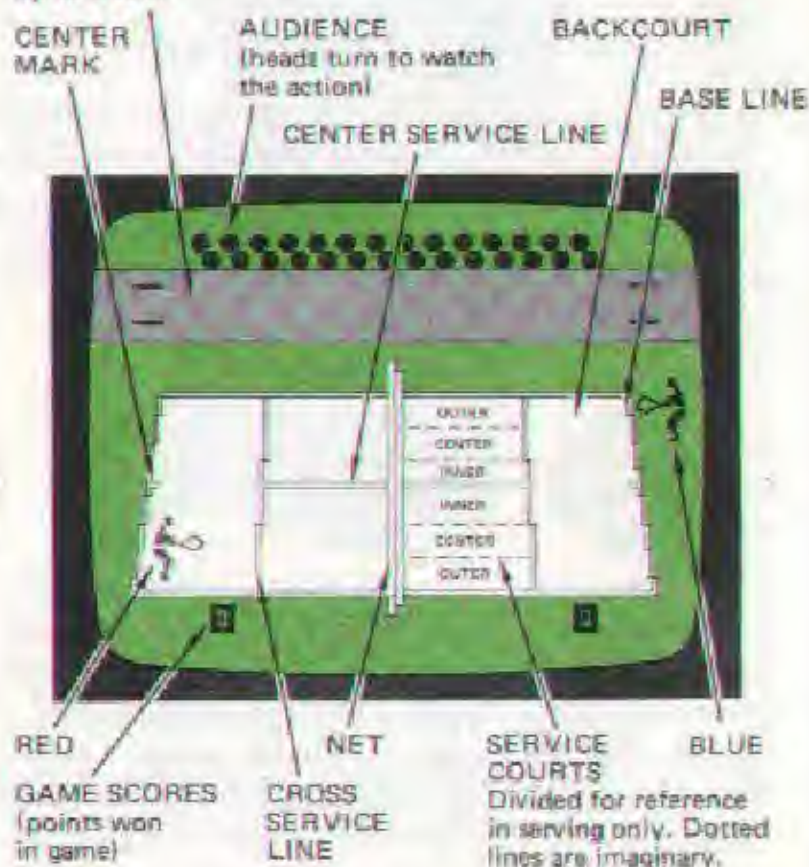 CENTER
MARK
AUDIENCE
(heads turn to watch
the action)
BACKCOURT
BASE LINE
CENTER SERVICE LINE
OUTER
CENTER
INNER
INNER
CENTER
OUTER
RED
NET
SERVICE
COURTS
Divided for reference
in serving only. Dotted
lines are imaginary.
BLUE
GAME SCORES
(points won
in game)
CROSS
SERVICE
LINE